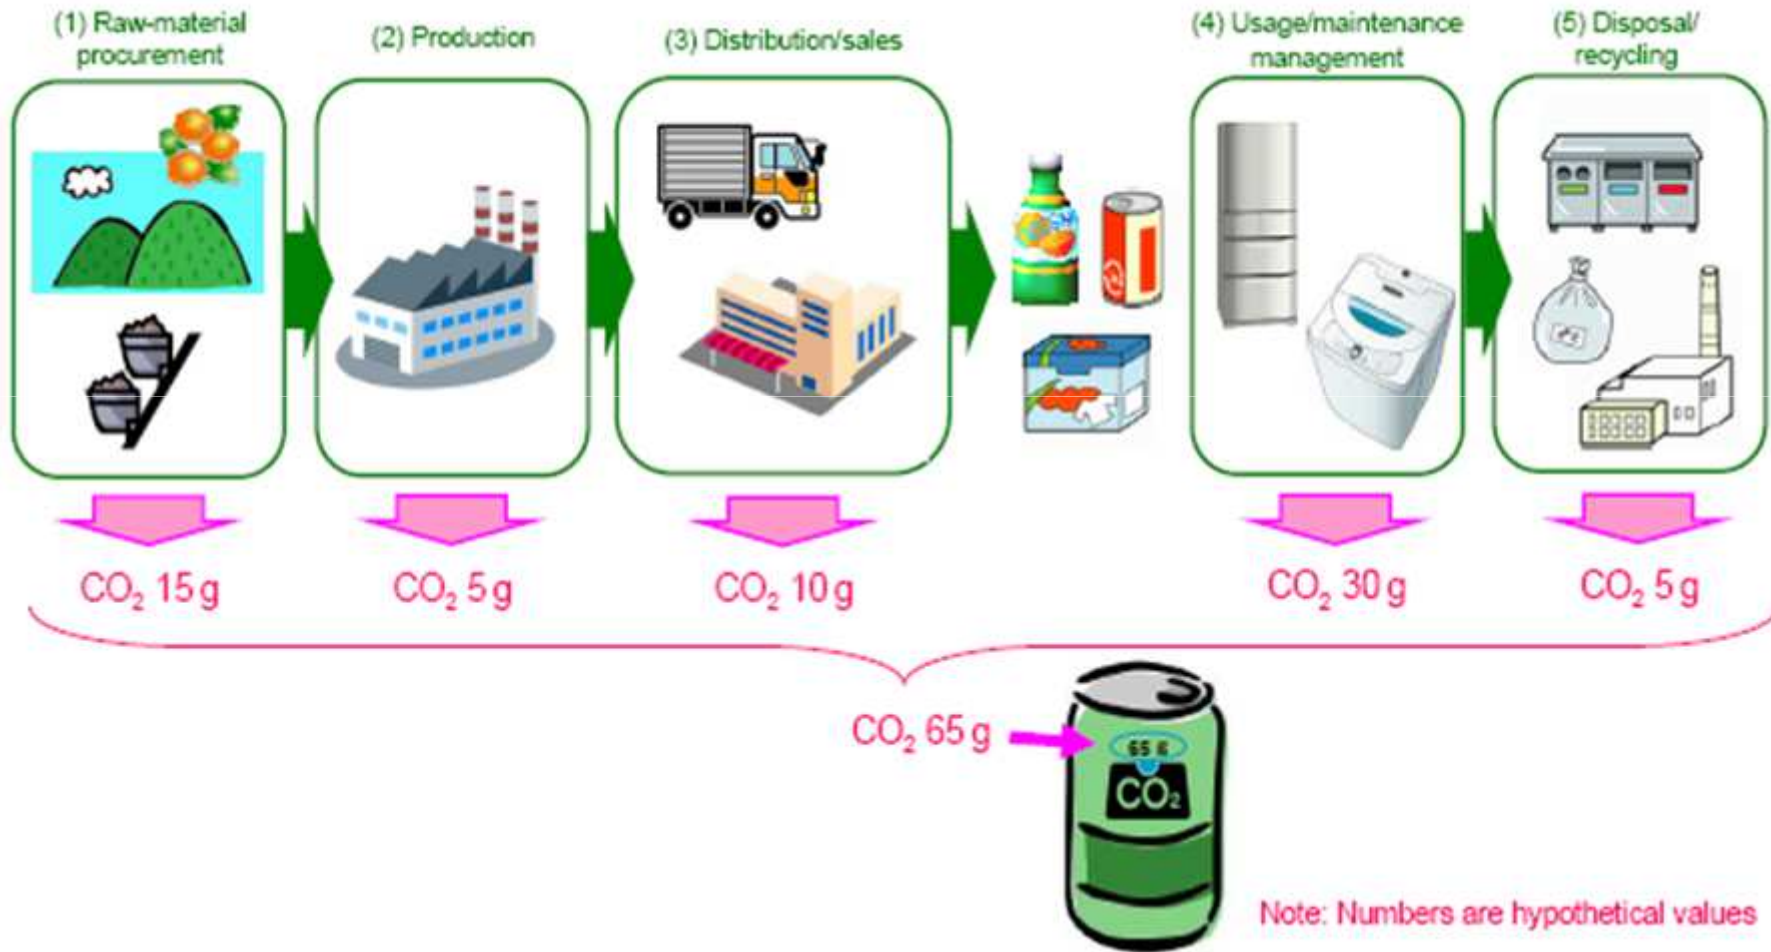 (1) Raw-material
procurement
(2) Production
(3) Distribution/sales
(4) Usage/maintenance
management
(5) Disposal/
recycling
CO₂ 15 g
CO₂ 5 g
CO₂ 10 g
CO₂ 30 g
CO₂ 5 g
CO₂ 65 g
65 g
CO₂
Note: Numbers are hypothetical values